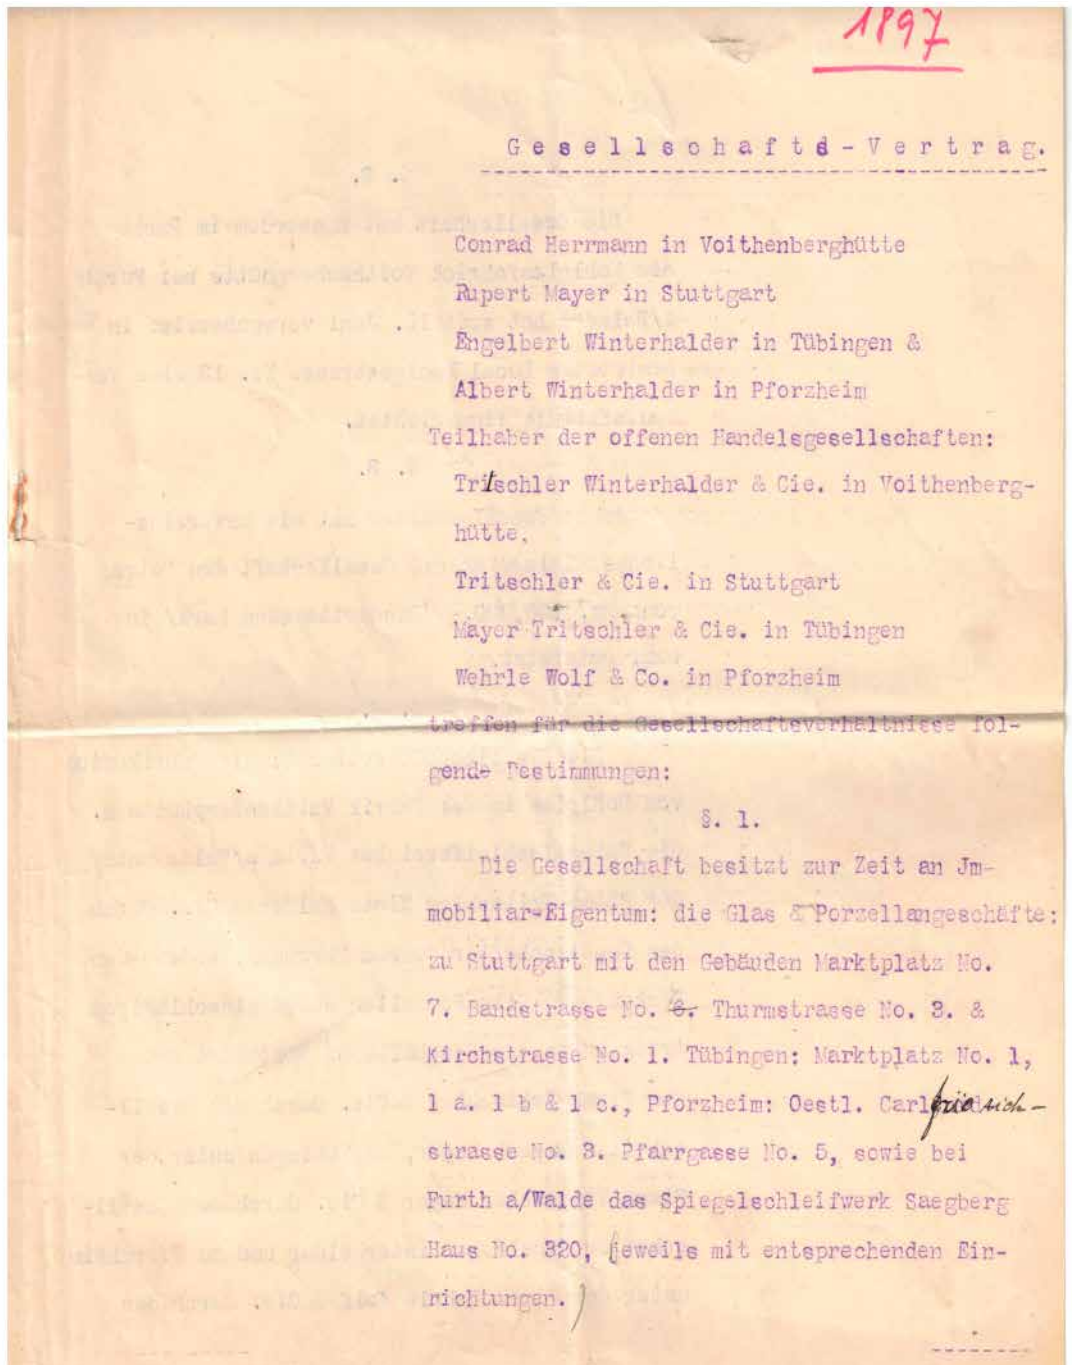 1897
Gesellschafts-Vertrag.
Conrad Herrmann in Voithenberghütte
Rupert Mayer in Stuttgart
Engelbert Winterhalder in Tübingen &
Albert Winterhalder in Pforzheim
Teilhaber der offenen Handelsgesellschaften:
Tritschler Winterhalder & Cie. in Voithenberg-
hütte,
Tritschler & Cie. in Stuttgart
Mayer Tritschler & Cie. in Tübingen
Wehrle Wolf & Co. in Pforzheim
treffen für die Gesellschaftsverhältnisse fol-
gende Bestimmungen:
§. 1.
Die Gesellschaft besitzt zur Zeit an Jm-
mobiliar-Eigentum: die Glas & Porzellangeschäfte:
zu Stuttgart mit den Gebäuden Marktplatz No.
7. Bandstrasse No. 6. Thurmstrasse No. 3. &
Kirchstrasse No. 1. Tübingen: Marktplatz No. 1,
1 a. 1 b & 1 c., Pforzheim: Oestl. Carlfriedrich-
strasse No. 3. Pfarrgasse No. 5, sowie bei
Furth a/Walde das Spiegelschleifwerk Saegberg
Haus No. 320, (jeweils mit entsprechenden Ein-
richtungen.)